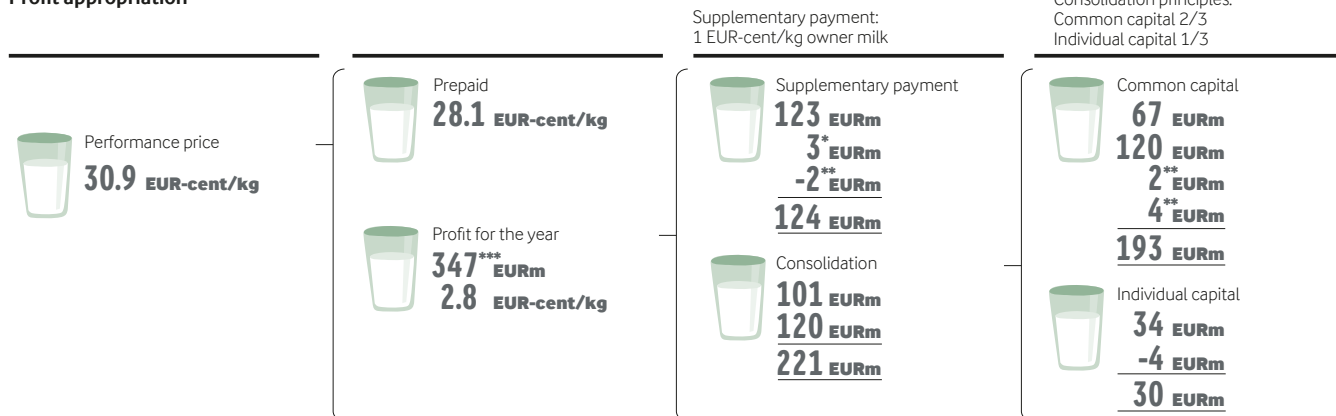 Profit appropriation
Supplementary payment:
1 EUR-cent/kg owner milk
Consolidation principles:
Common capital 2/3
Individual capital 1/3
Performance price
30.9 EUR-cent/kg
Prepaid
28.1 EUR-cent/kg
Profit for the year
347*** EURm
2.8 EUR-cent/kg
Supplementary payment
123 EURm
3* EURm
-2** EURm
124 EURm
Consolidation
101 EURm
120 EURm
221 EURm
Common capital
67 EURm
120 EURm
2** EURm
4** EURm
193 EURm
Individual capital
34 EURm
-4 EURm
30 EURm